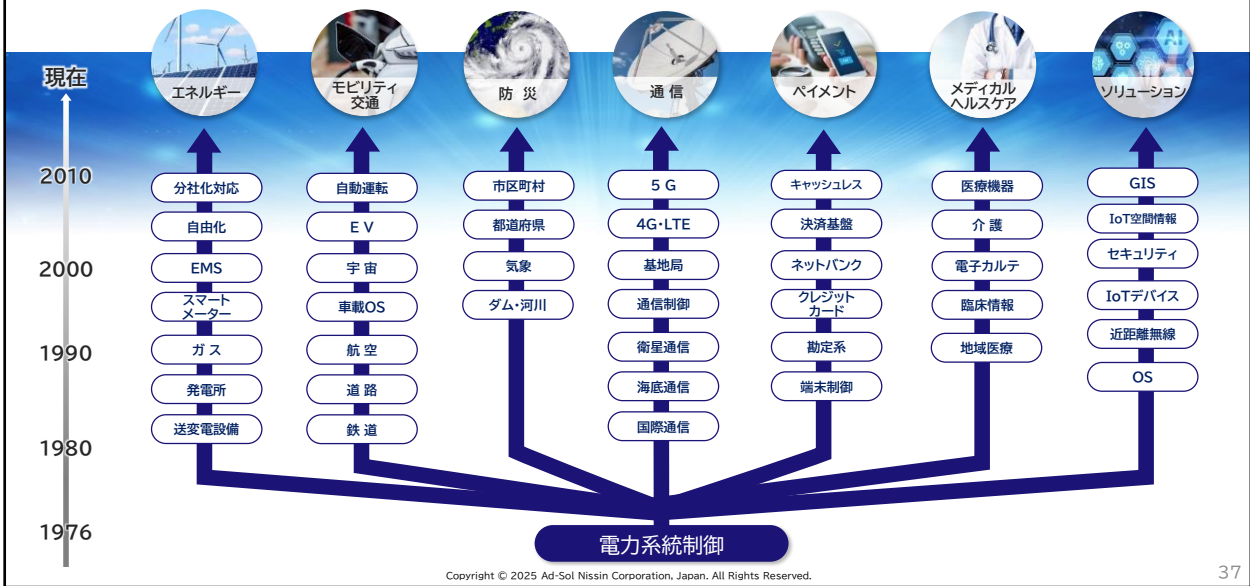 現在
2010
2000
1990
1980
1976
エネルギー
分社化対応
自由化
EMS
スマート
メーター
ガス
発電所
送変電設備
モビリティ
交通
自動運転
EV
宇宙
車載OS
航空
道路
鉄道
防災
市区町村
都道府県
気象
ダム・河川
通信
5G
4G・LTE
基地局
通信制御
衛星通信
海底通信
国際通信
ペイメント
キャッシュレス
決済基盤
ネットバンク
クレジット
カード
勘定系
端末制御
メディカル
ヘルスケア
医療機器
介護
電子カルテ
臨床情報
地域医療
AI
ソリューション
GIS
IoT空間情報
セキュリティ
IoTデバイス
近距離無線
OS
電力系統制御
Copyright © 2025 Ad-Sol Nissin Corporation, Japan. All Rights Reserved.
37